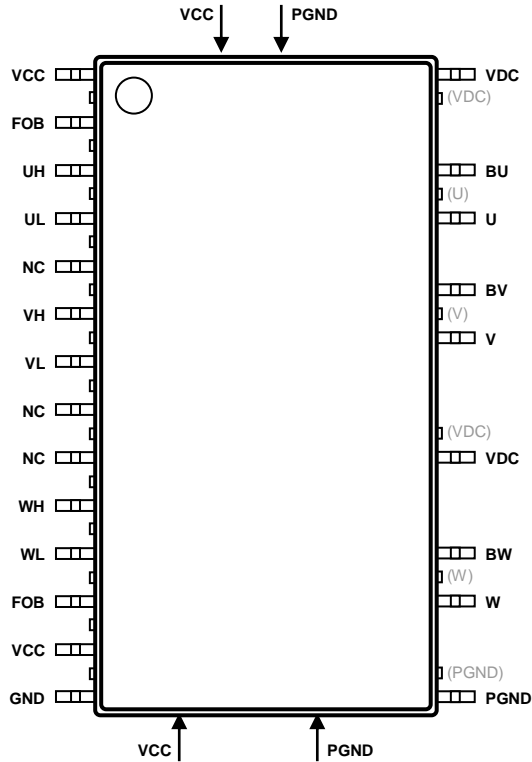 VCC PGND
VCC
FOB
UH
UL
NC
VH
VL
NC
NC
WH
WL
FOB
VCC
GND
VDC
(VDC)
BU
(U)
U
BV
(V)
V
(VDC)
VDC
BW
(W)
W
(PGND)
PGND
VCC PGND